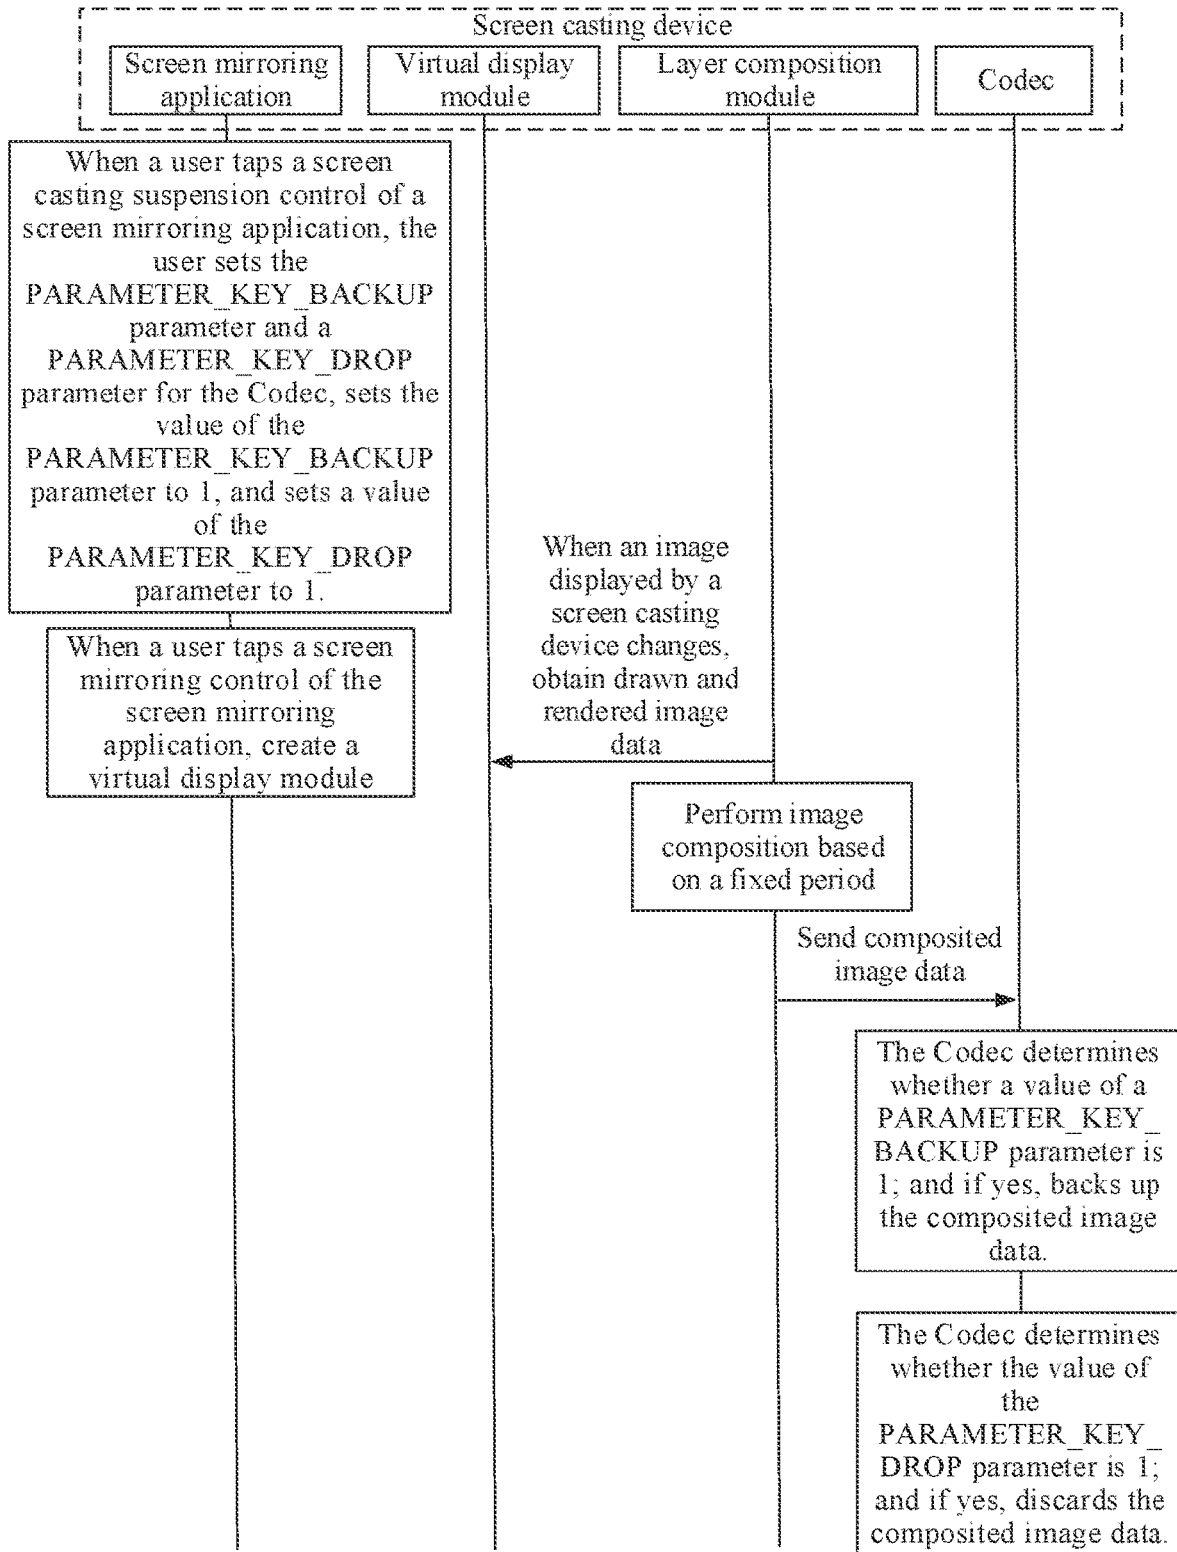 Screen casting device
Screen mirroring
application
Virtual display
module
Layer composition
module
Codec
When a user taps a screen
casting suspension control of a
screen mirroring application, the
user sets the
PARAMETER_KEY_BACKUP
parameter and a
PARAMETER_KEY_DROP
parameter for the Codec, sets the
value of the
PARAMETER_KEY_BACKUP
parameter to 1, and sets a value
of the
PARAMETER_KEY_DROP
parameter to 1.
When a user taps a screen
mirroring control of the
screen mirroring
application, create a
virtual display module
When an image
displayed by a
screen casting
device changes,
obtain drawn and
rendered image
data
Perform image
composition based
on a fixed period
Send composited
image data
The Codec determines
whether a value of a
PARAMETER_KEY_
BACKUP parameter is
1; and if yes, backs up
the composited image
data.
The Codec determines
whether the value of
the
PARAMETER_KEY_
DROP parameter is 1;
and if yes, discards the
composited image data.